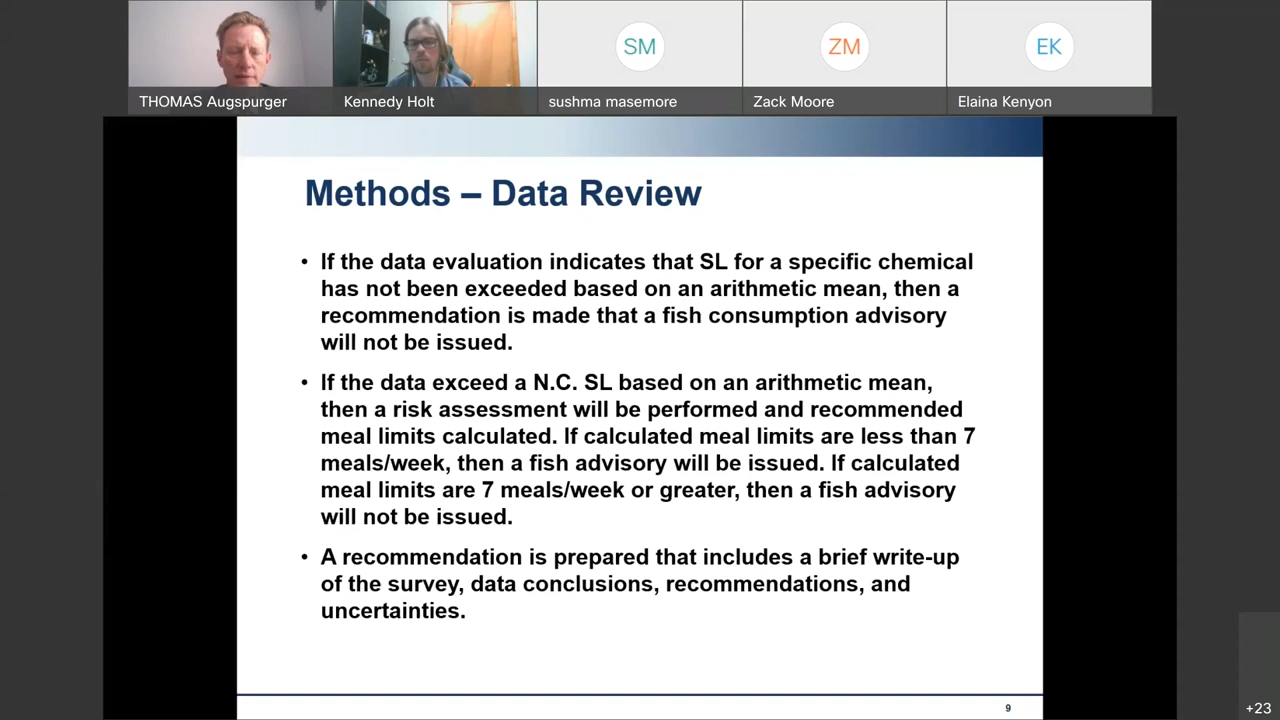 SM
ZM
EK
THOMAS Augspurger
Kennedy Holt
sushma masemore
Zack Moore
Elaina Kenyon
Methods – Data Review
• If the data evaluation indicates that SL for a specific chemical
has not been exceeded based on an arithmetic mean, then a
recommendation is made that a fish consumption advisory
will not be issued.
• If the data exceed a N.C. SL based on an arithmetic mean,
then a risk assessment will be performed and recommended
meal limits calculated. If calculated meal limits are less than 7
meals/week, then a fish advisory will be issued. If calculated
meal limits are 7 meals/week or greater, then a fish advisory
will not be issued.
• A recommendation is prepared that includes a brief write-up
of the survey, data conclusions, recommendations, and
uncertainties.
9
+23